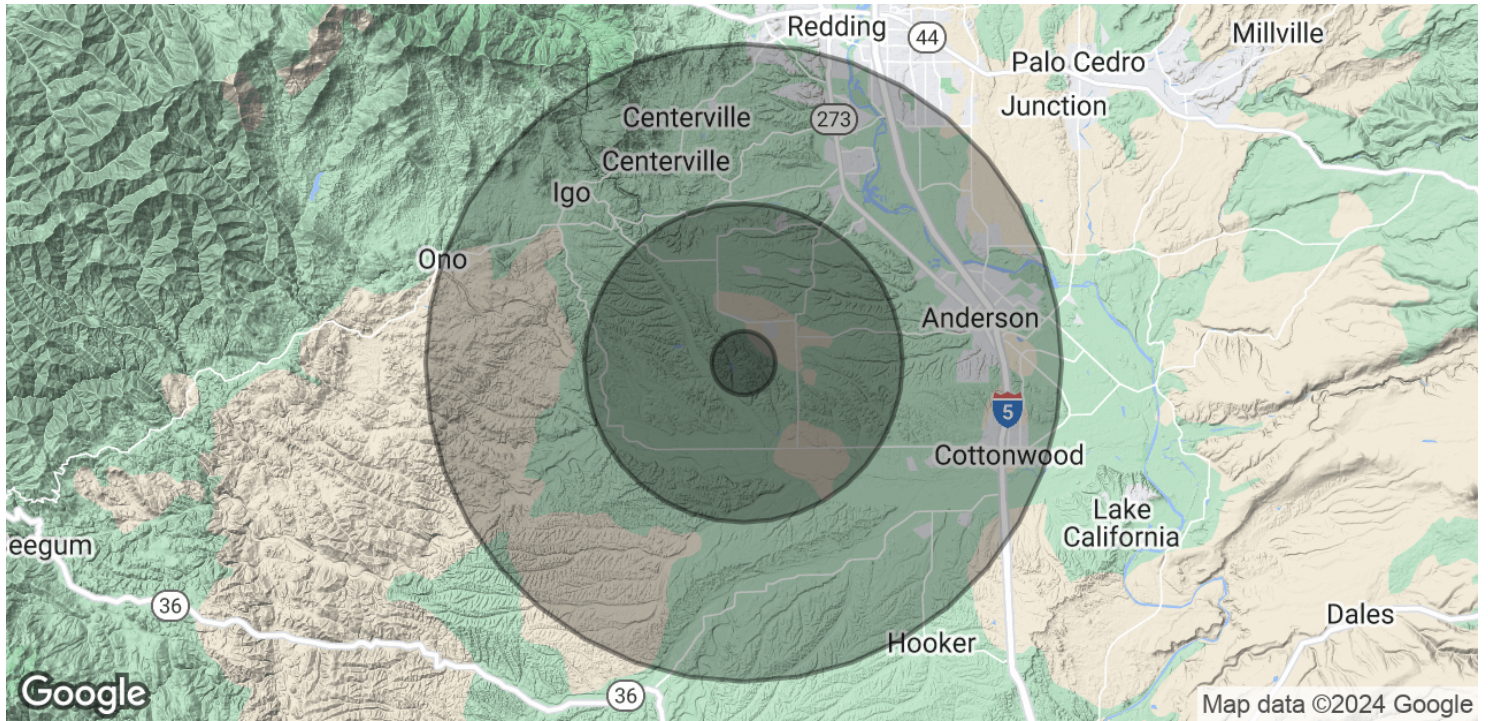 Redding
44
Millville
Palo Cedro
Junction
Centerville
273
Centerville
Igo
Ono
Anderson
5
Cottonwood
Lake
California
eegum
36
Dales
Hooker
36
Google
Map data ©2024 Google